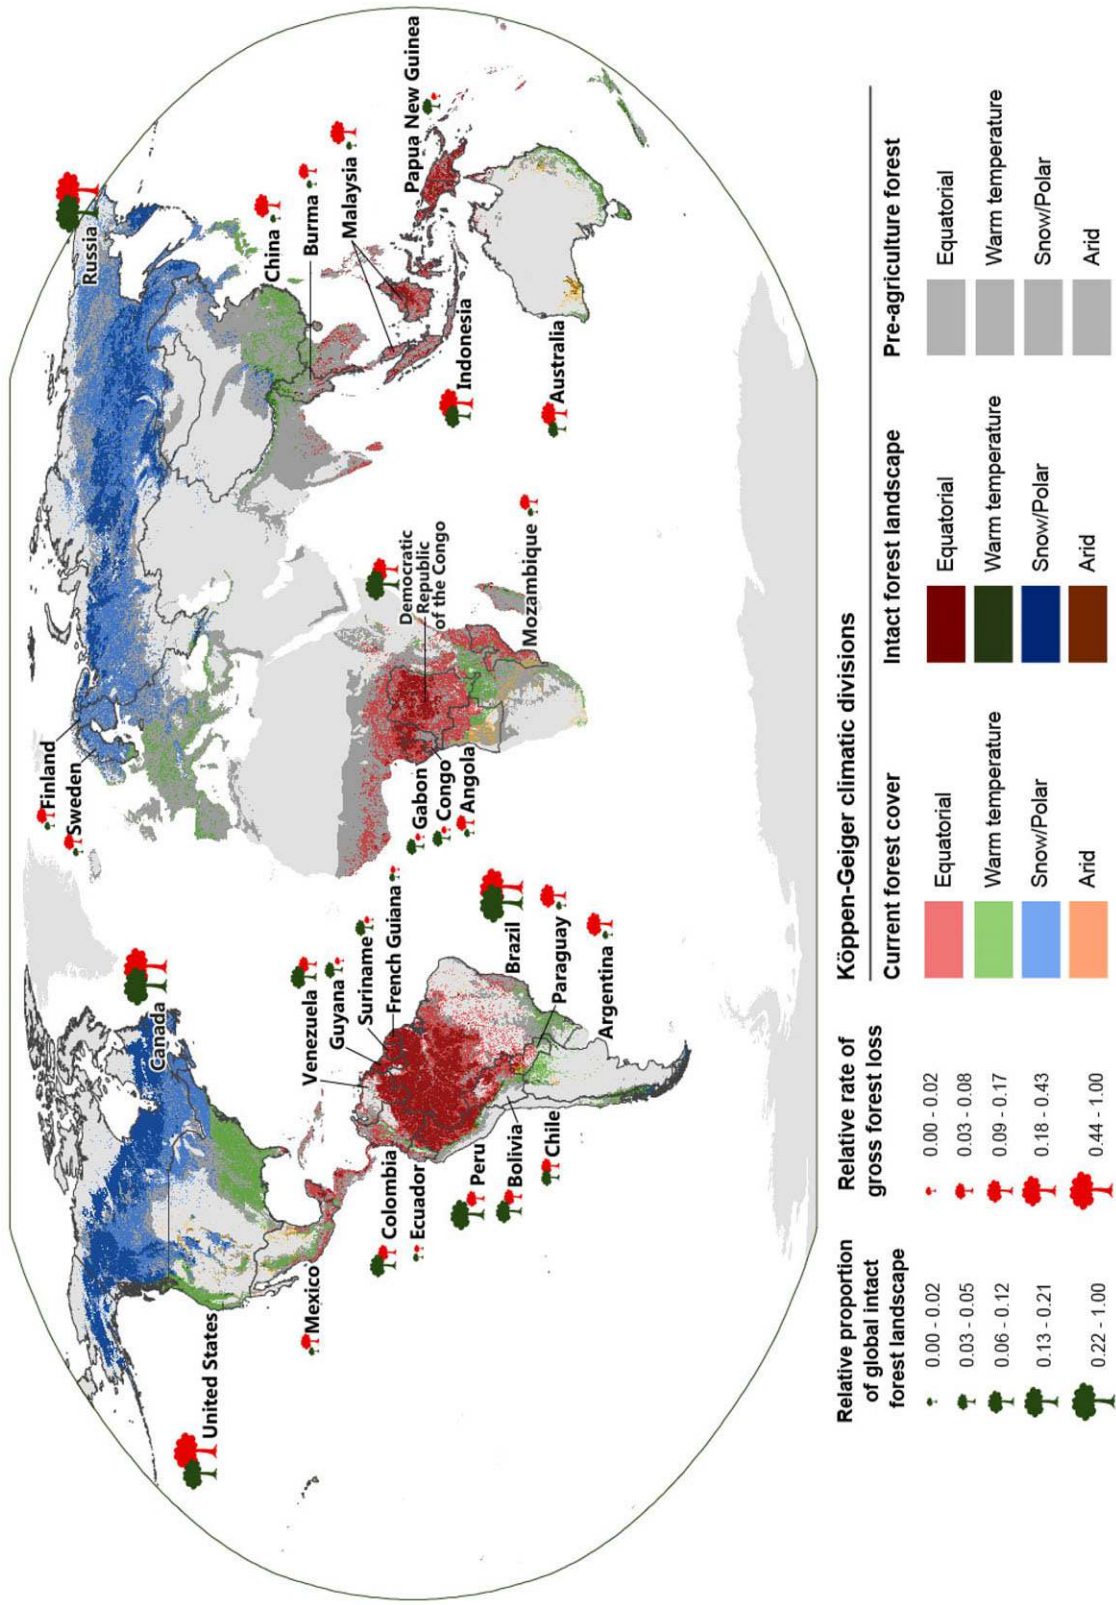 Russia
Finland
Sweden
Canada
United States
China
Burma
Malaysia
Papua New Guinea
Mexico
Venezuela
Guyana
Suriname
French Guiana
Colombia
Ecuador
Peru
Bolivia
Chile
Brazil
Paraguay
Argentina
Gabon
Congo
Angola
Democratic
Republic
of the Congo
Mozambique
Indonesia
Australia
Relative proportion
of global intact
forest landscape
0.00 - 0.02
0.03 - 0.05
0.06 - 0.12
0.13 - 0.21
0.22 - 1.00
Relative rate of
gross forest loss
0.00 - 0.02
0.03 - 0.08
0.09 - 0.17
0.18 - 0.43
0.44 - 1.00
Köppen-Geiger climatic divisions
Current forest cover
Equatorial
Warm temperature
Snow/Polar
Arid
Intact forest landscape
Equatorial
Warm temperature
Snow/Polar
Arid
Pre-agriculture forest
Equatorial
Warm temperature
Snow/Polar
Arid